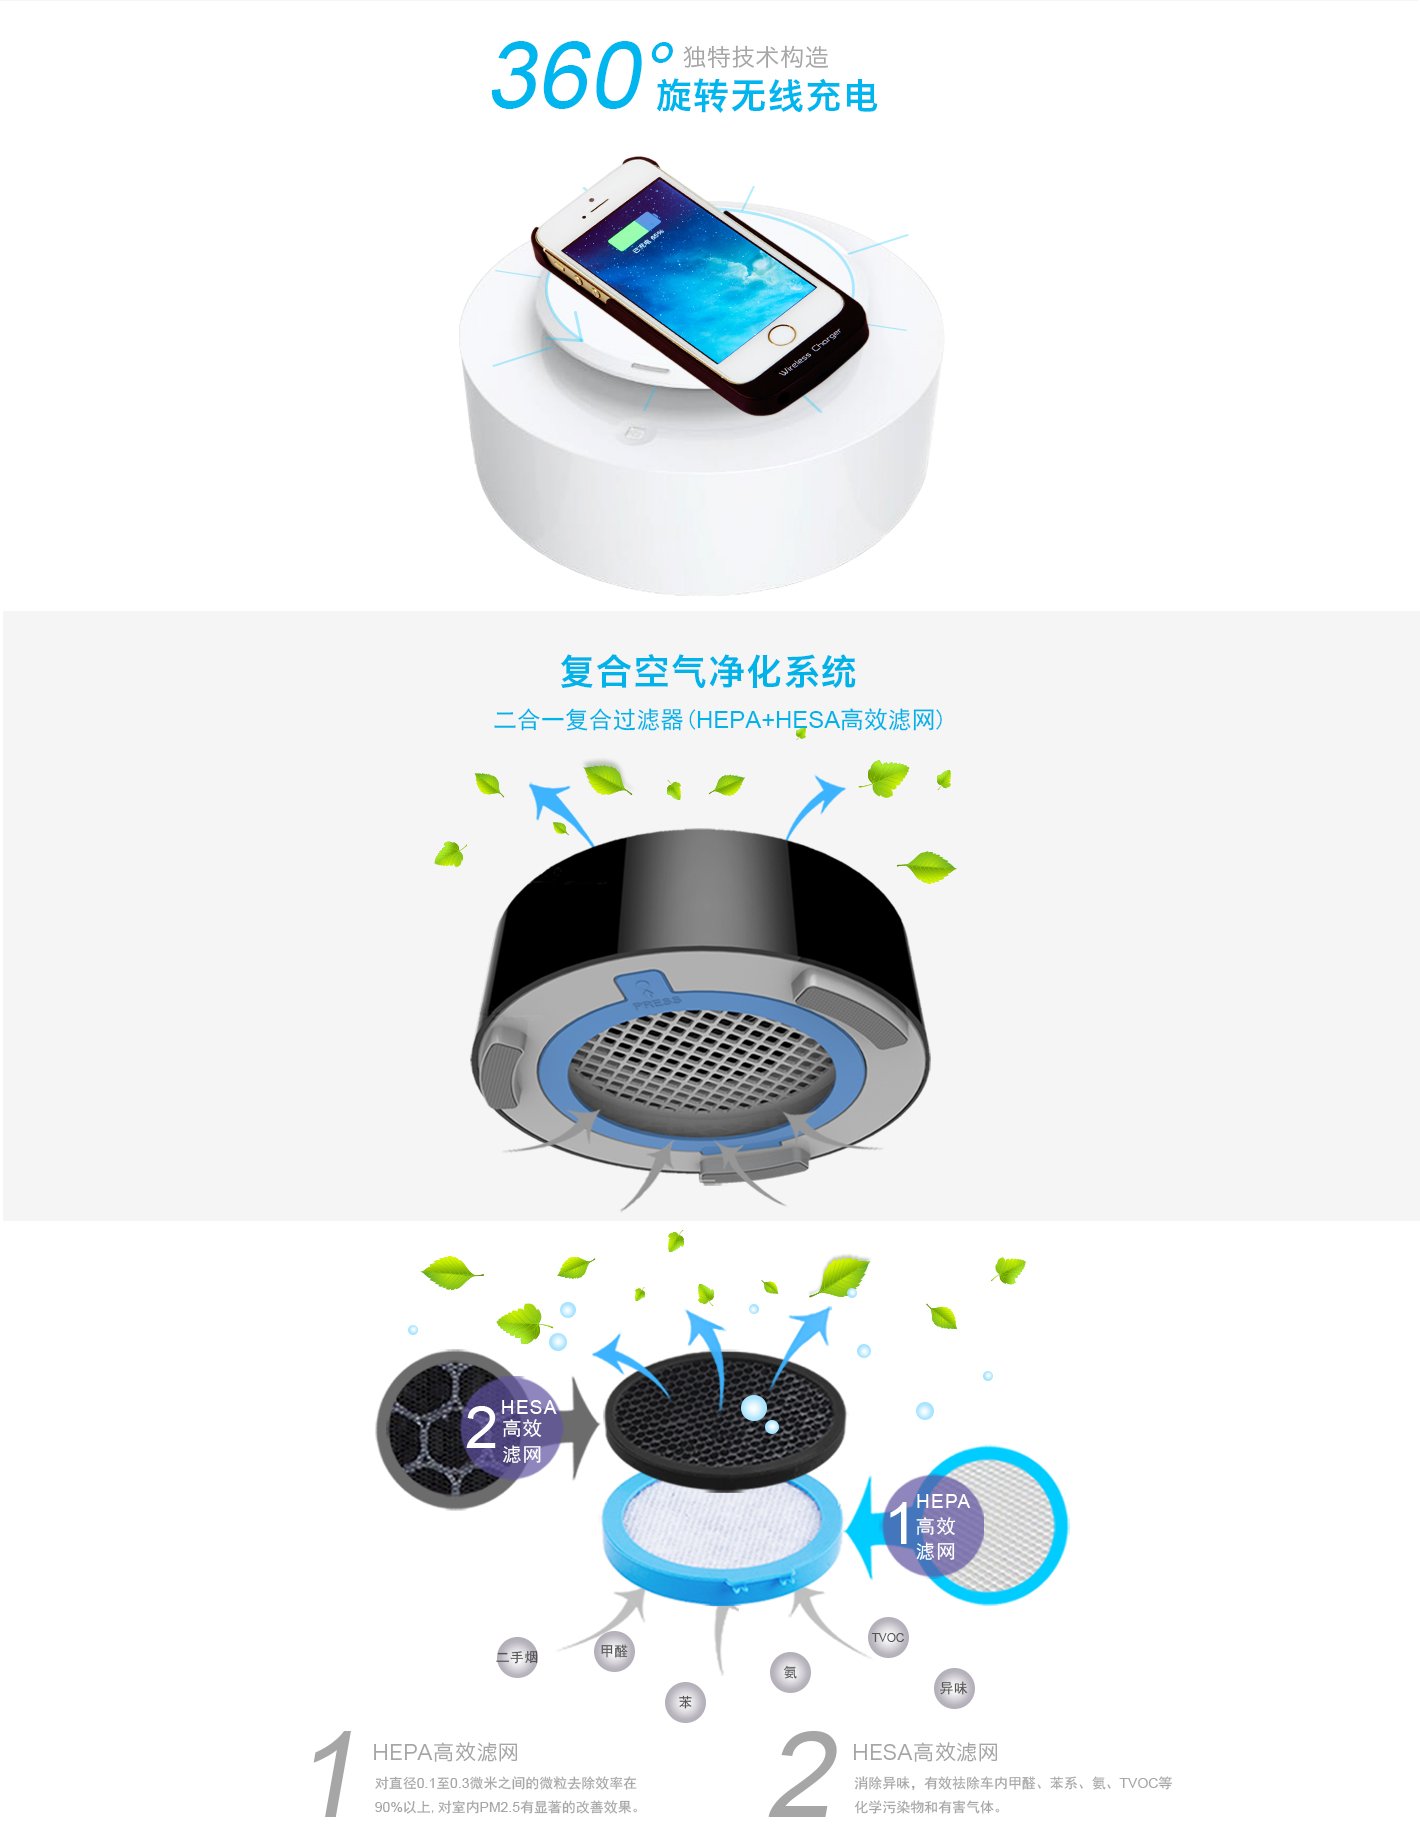 360°
独特技术构造
旋转无线充电
已充电 65%
Wireless Charger
复合空气净化系统
二合一复合过滤器(HEPA+HESA高效滤网)
PRESS
2
HESA
高效
滤网
1
HEPA
高效
滤网
二手烟
甲醛
苯
氨
TVOC
异味
1
HEPA高效滤网
对直径0.1至0.3微米之间的微粒去除效率在
90%以上, 对室内PM2.5有显著的改善效果。
2
HESA高效滤网
消除异味，有效祛除车内甲醛、苯系、氨、TVOC等
化学污染物和有害气体。